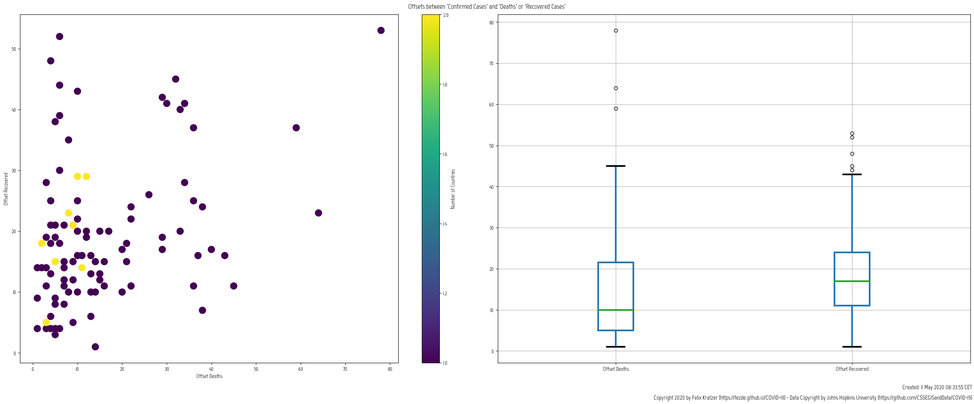 Offsets between 'Confirmed Cases' and 'Deaths' or 'Recovered Cases'
50
40
30
20
10
0
Offset Recovered
0 10 20 30 40 50 60 70 80
Offset Deaths
2.0
1.8
1.6
1.4
1.2
1.0
Number of Countries
80
70
60
50
40
30
20
10
0
Offset Deaths Offset Recovered
Created: 11 May 2020 08:33:55 CET
Copyright 2020 by Felix Kratzer (https://fezde.github.io/COVID-19) - Data Copyright by Johns Hopkins University (https://github.com/CSSEGISandData/COVID-19)